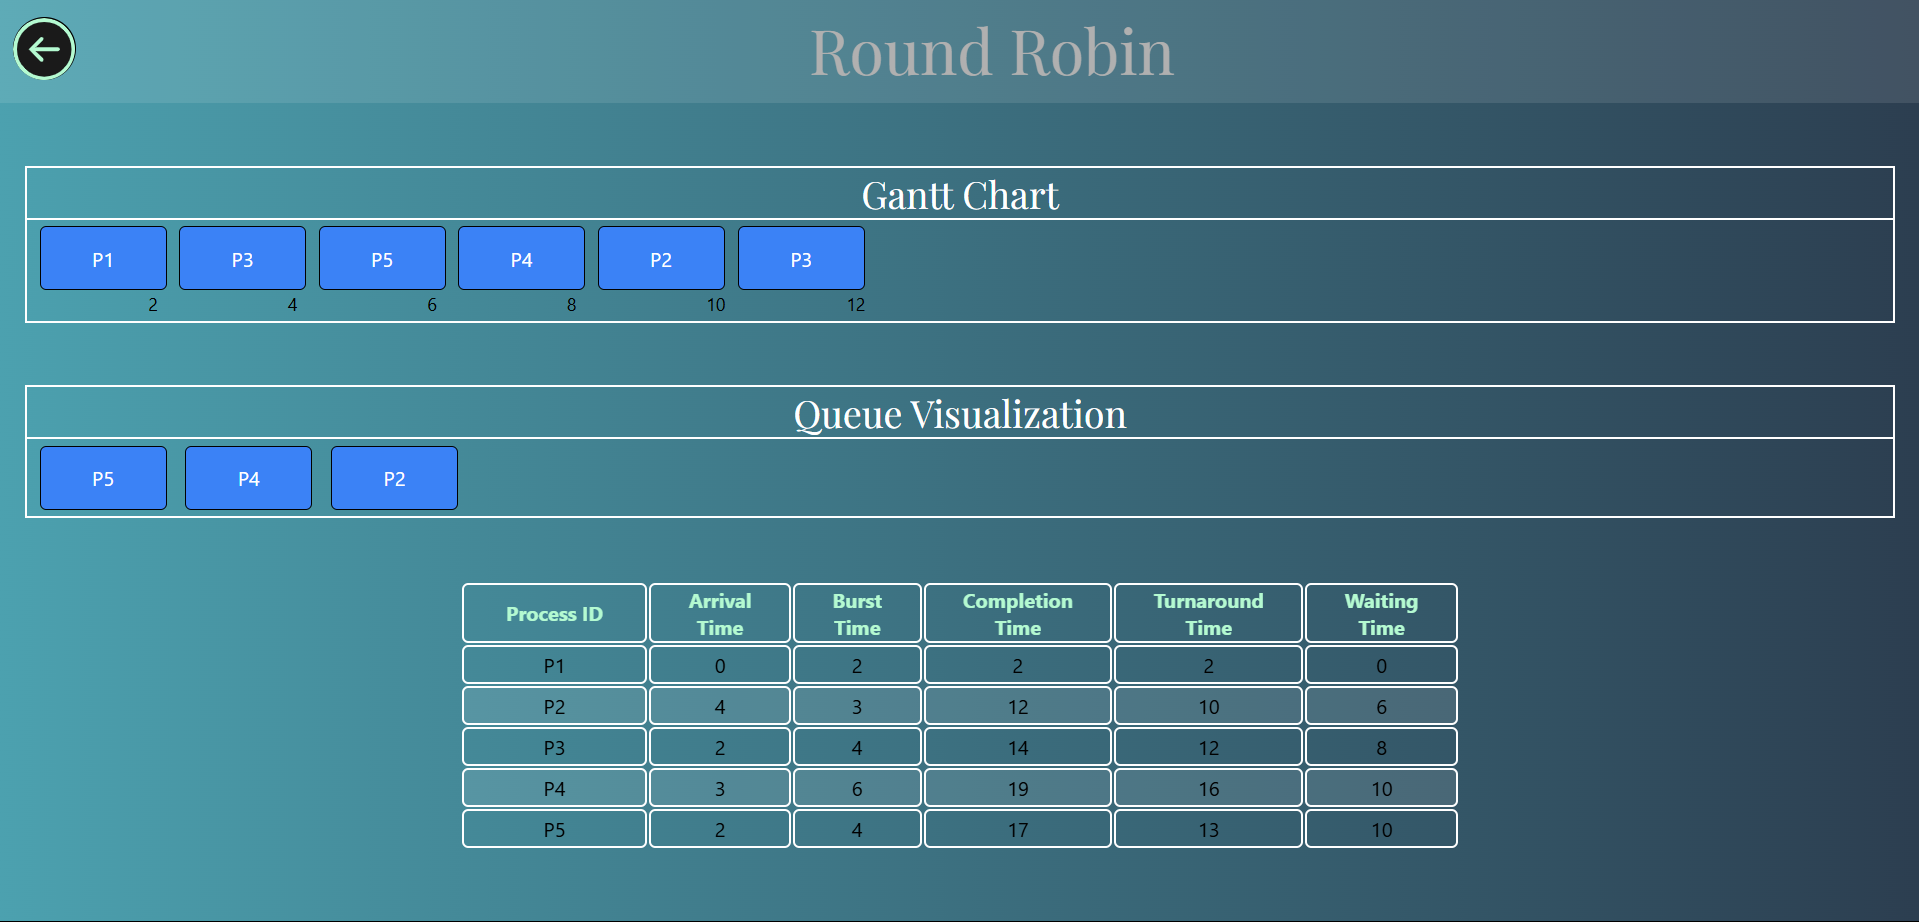 Round Robin
Gantt Chart
P1 P3 P5 P4 P2 P3
2 4 6 8 10 12
Queue Visualization
P5 P4 P2
Process ID Arrival Time Burst Time Completion Time Turnaround Time Waiting Time
P1 0 2 2 2 0
P2 4 3 12 10 6
P3 2 4 14 12 8
P4 3 6 19 16 10
P5 2 4 17 13 10